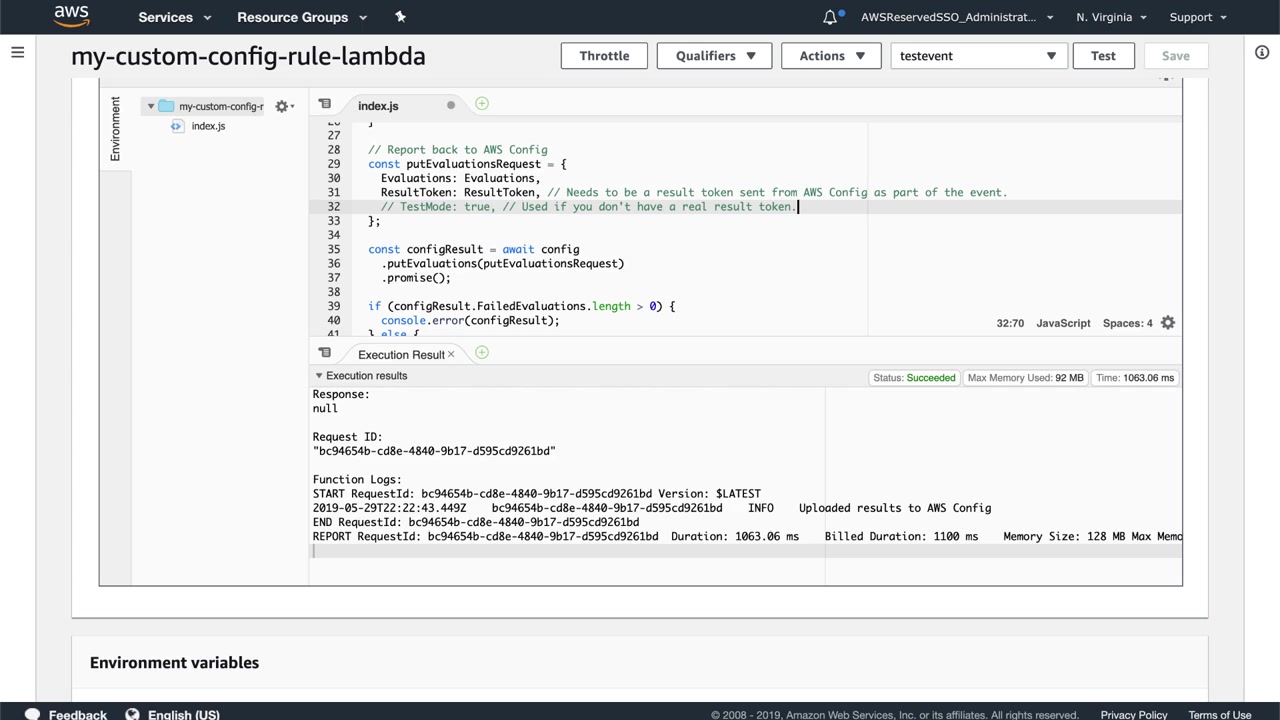 aws Services Resource Groups AWSReservedSSO_Administrat... N. Virginia Support
my-custom-config-rule-lambda Throttle Qualifiers Actions testevent Test Save
Environment
my-custom-config-r
index.js
index.js
26 }
27
28 // Report back to AWS Config
29 const putEvaluationsRequest = {
30 Evaluations: Evaluations,
31 ResultToken: ResultToken, // Needs to be a result token sent from AWS Config as part of the event.
32 // TestMode: true, // Used if you don't have a real result token.
33 };
34
35 const configResult = await config
36 .putEvaluations(putEvaluationsRequest)
37 .promise();
38
39 if (configResult.FailedEvaluations.length > 0) {
40 console.error(configResult);
41 } else {
32:70 JavaScript Spaces: 4
Execution Result
Execution results Status: Succeeded Max Memory Used: 92 MB Time: 1063.06 ms
Response:
null
Request ID:
"bc94654b-cd8e-4840-9b17-d595cd9261bd"
Function Logs:
START RequestId: bc94654b-cd8e-4840-9b17-d595cd9261bd Version: $LATEST
2019-05-29T22:22:43.449Z bc94654b-cd8e-4840-9b17-d595cd9261bd INFO Uploaded results to AWS Config
END RequestId: bc94654b-cd8e-4840-9b17-d595cd9261bd
REPORT RequestId: bc94654b-cd8e-4840-9b17-d595cd9261bd Duration: 1063.06 ms Billed Duration: 1100 ms Memory Size: 128 MB Max Memo
Environment variables
Feedback English (US) © 2008 - 2019, Amazon Web Services, Inc. or its affiliates. All rights reserved. Privacy Policy Terms of Use